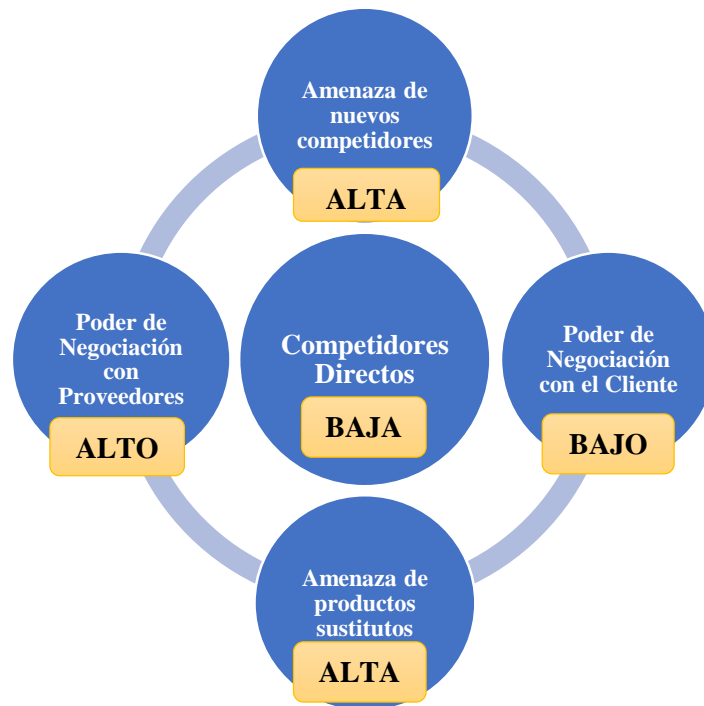 Amenaza de
nuevos
competidores
ALTA
Poder de
Negociación
con
Proveedores
ALTO
Competidores
Directos
BAJA
Poder de
Negociación
con el Cliente
BAJO
Amenaza de
productos
sustitutos
ALTA